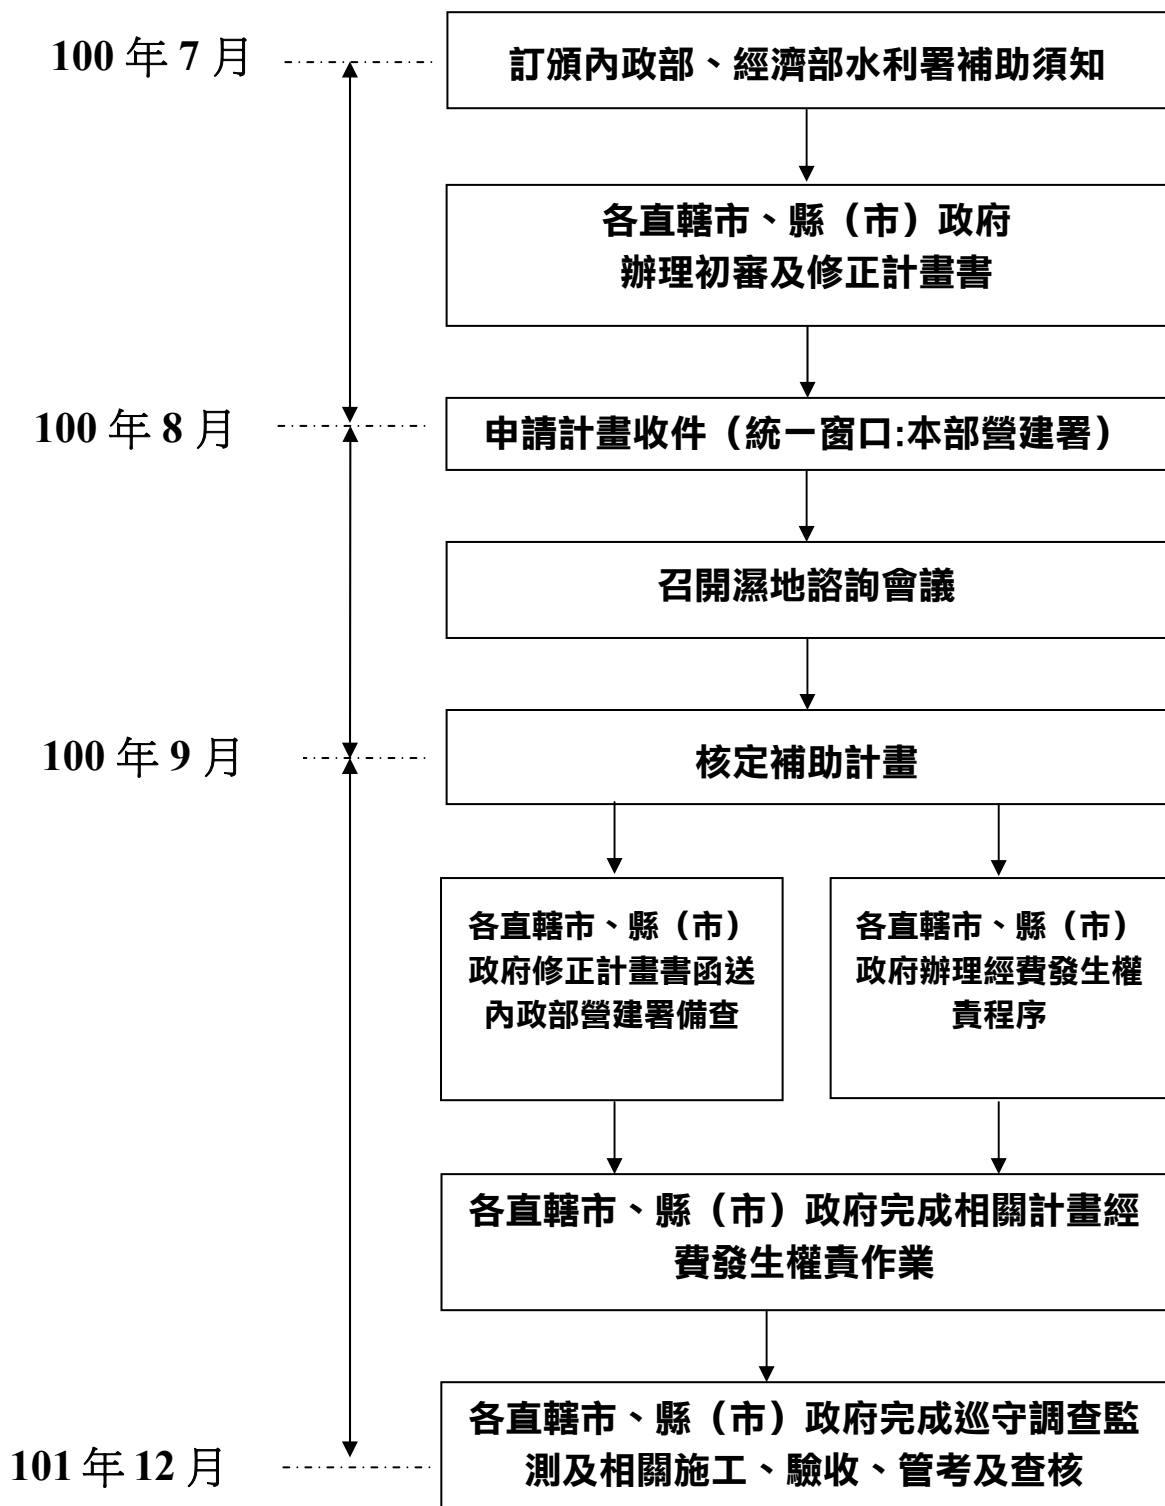 100 年 7 月
訂頒內政部、經濟部水利署補助須知
各直轄市、縣（市）政府
辦理初審及修正計畫書
100 年 8 月
申請計畫收件（統一窗口:本部營建署）
召開濕地諮詢會議
100 年 9 月
核定補助計畫
各直轄市、縣（市）
政府修正計畫書函送
內政部營建署備查
各直轄市、縣（市）
政府辦理經費發生權
責程序
各直轄市、縣（市）政府完成相關計畫經
費發生權責作業
各直轄市、縣（市）政府完成巡守調查監
測及相關施工、驗收、管考及查核
101 年 12 月